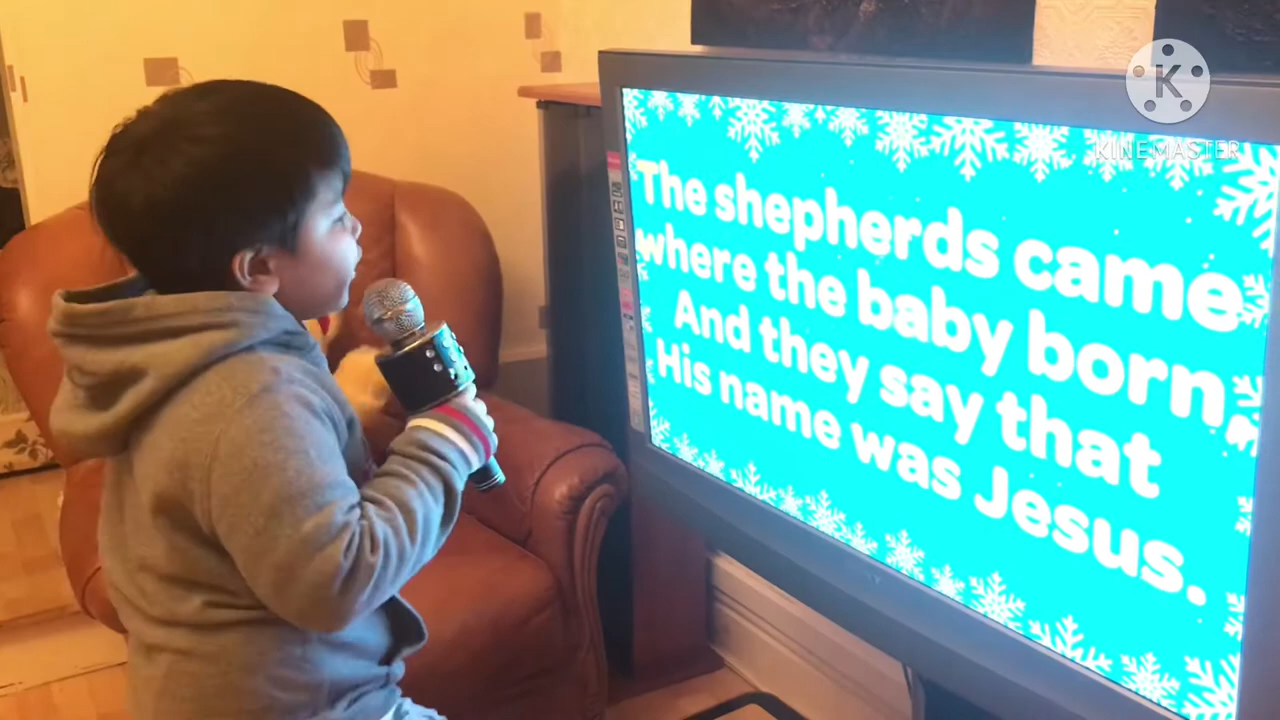 K
KINEMASTER
The shepherds came
where the baby born.
And they say that
His name was Jesus.